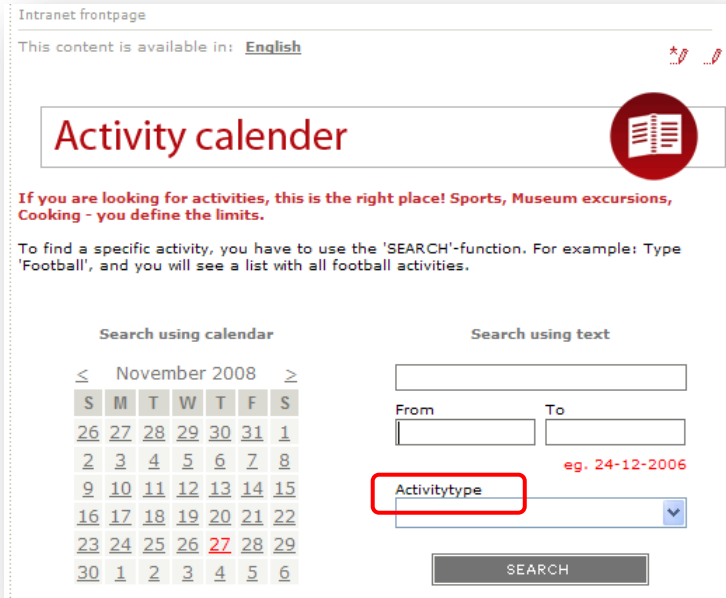 Intranet frontpage
This content is available in: English
Activity calender
If you are looking for activities, this is the right place! Sports, Museum excursions,
Cooking - you define the limits.
To find a specific activity, you have to use the 'SEARCH'-function. For example: Type
'Football', and you will see a list with all football activities.
Search using calendar
< November 2008 >
S M T W T F S
26 27 28 29 30 31 1
2 3 4 5 6 7 8
9 10 11 12 13 14 15
16 17 18 19 20 21 22
23 24 25 26 27 28 29
30 1 2 3 4 5 6
Search using text
From To
eg. 24-12-2006
Activitytype
SEARCH